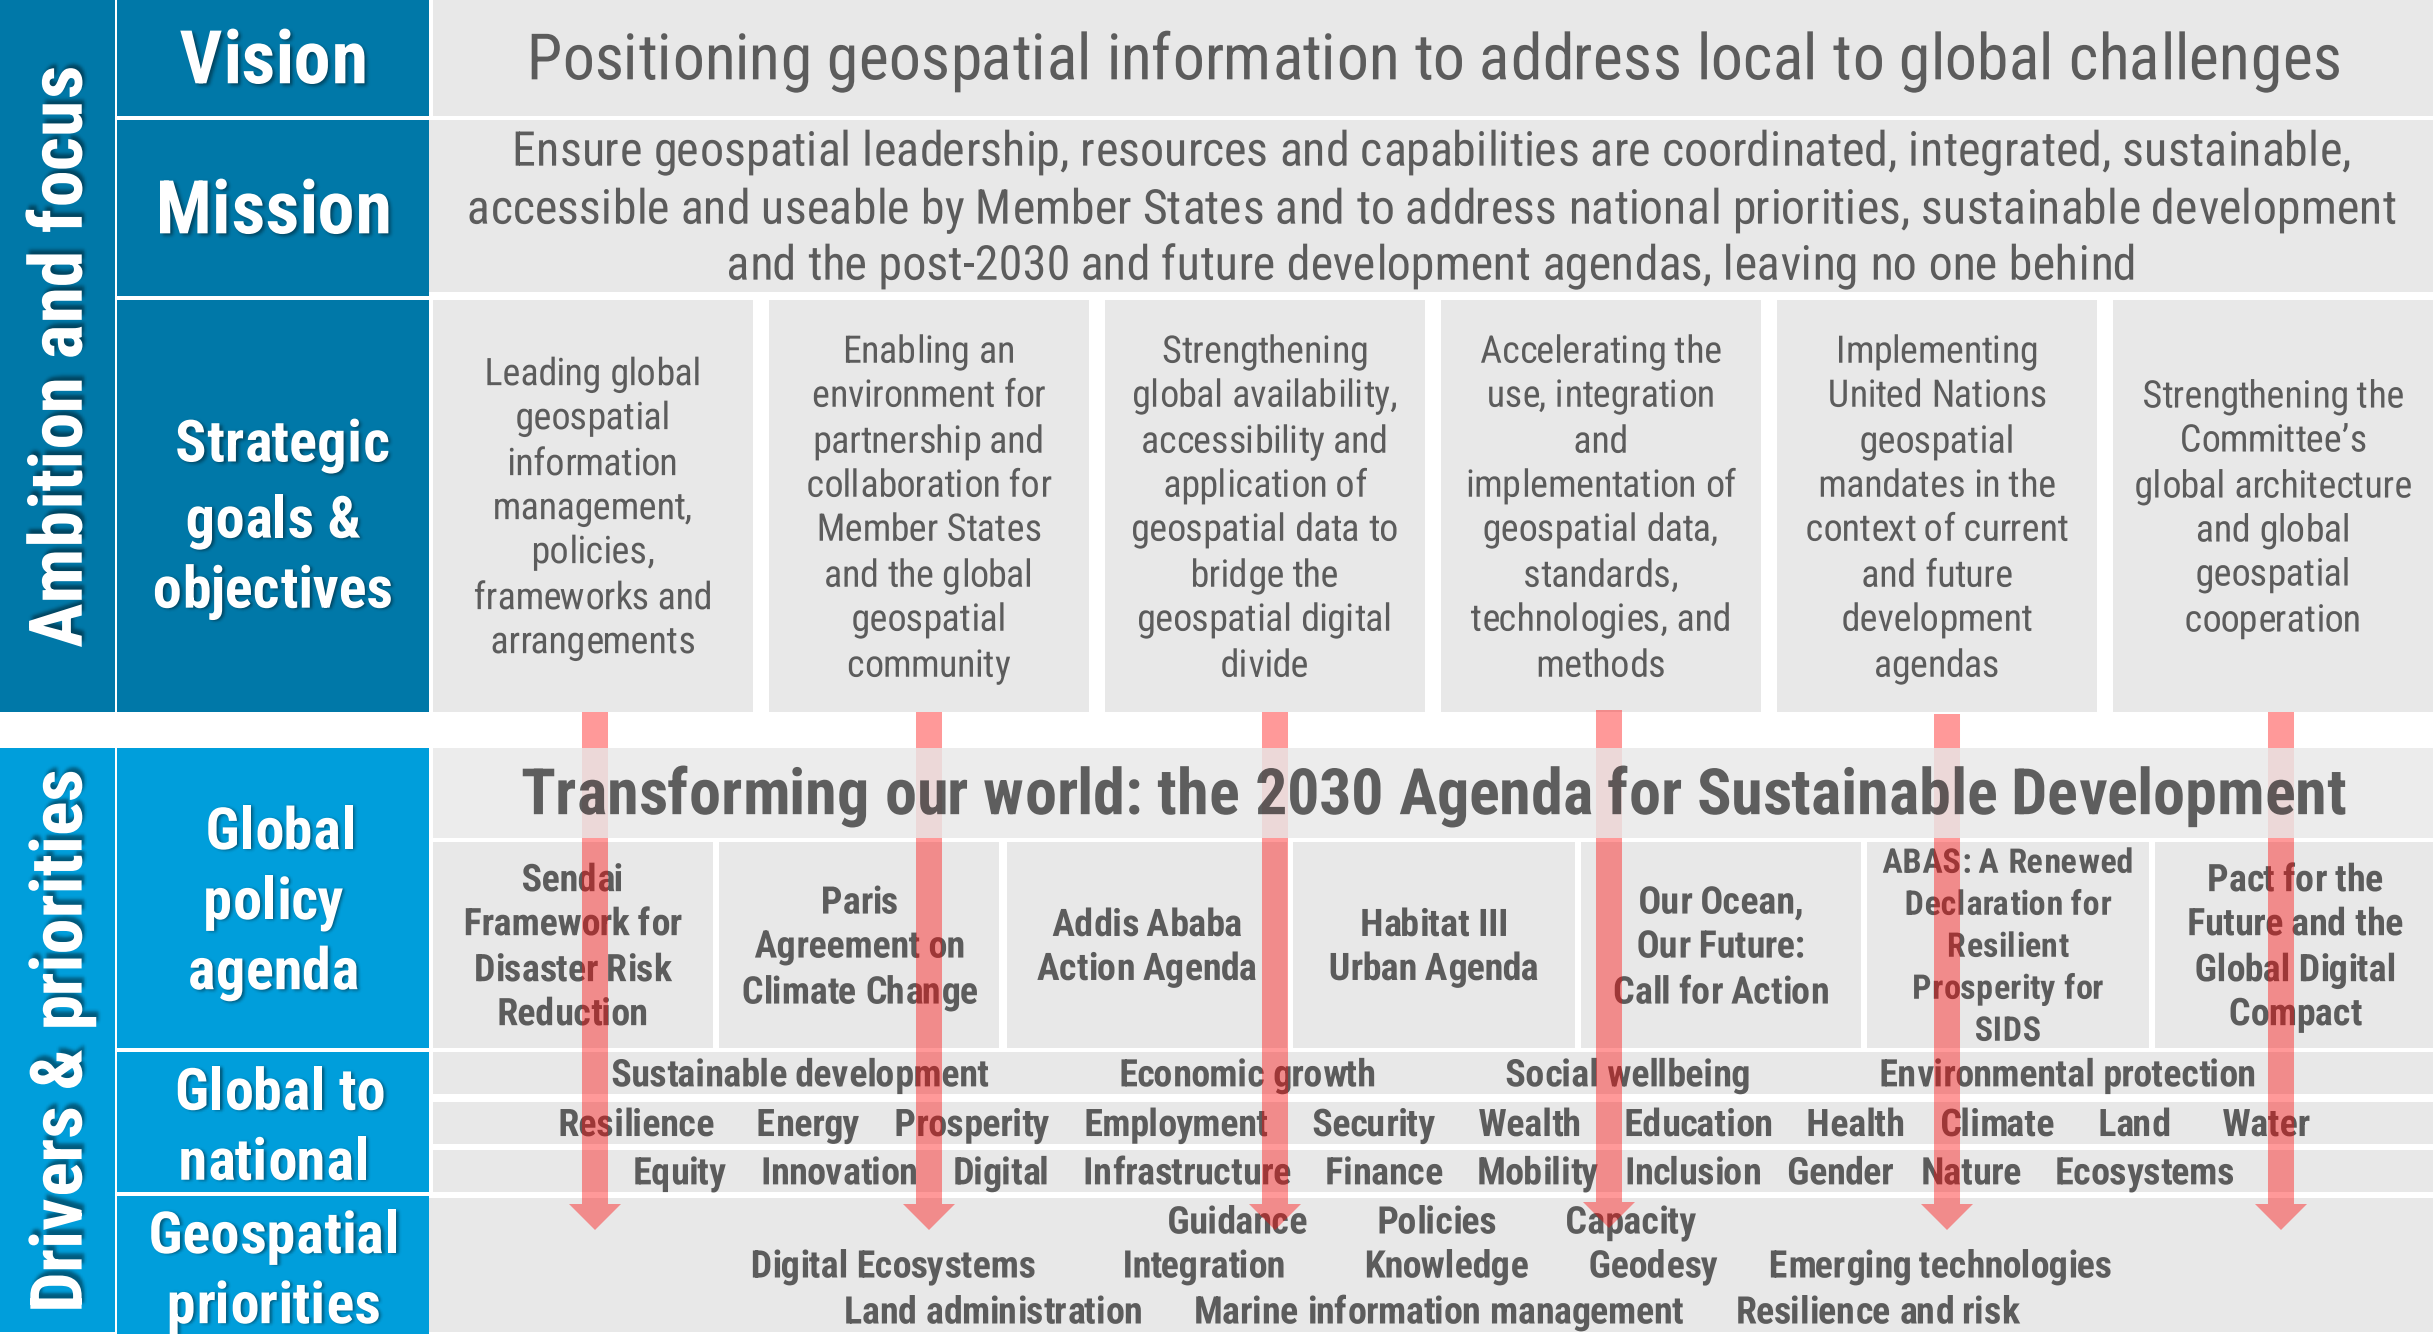 Ambition and focus
Vision
Positioning geospatial information to address local to global challenges
Mission
Ensure geospatial leadership, resources and capabilities are coordinated, integrated, sustainable,
accessible and useable by Member States and to address national priorities, sustainable development
and the post-2030 and future development agendas, leaving no one behind
Strategic
goals &
objectives
Leading global
geospatial
information
management,
policies,
frameworks and
arrangements
Enabling an
environment for
partnership and
collaboration for
Member States
and the global
geospatial
community
Strengthening
global availability,
accessibility and
application of
geospatial data to
bridge the
geospatial digital
divide
Accelerating the
use, integration
and
implementation of
geospatial data,
standards,
technologies, and
methods
Implementing
United Nations
geospatial
mandates in the
context of current
and future
development
agendas
Strengthening the
Committee’s
global architecture
and global
geospatial
cooperation
Drivers & priorities
Global
policy
agenda
Transforming our world: the 2030 Agenda for Sustainable Development
Sendai
Framework for
Disaster Risk
Reduction
Paris
Agreement on
Climate Change
Addis Ababa
Action Agenda
Habitat III
Urban Agenda
Our Ocean,
Our Future:
Call for Action
ABAS: A Renewed
Declaration for
Resilient
Prosperity for
SIDS
Pact for the
Future and the
Global Digital
Compact
Global to
national
Sustainable development Economic growth Social wellbeing Environmental protection
Resilience Energy Prosperity Employment Security Wealth Education Health Climate Land Water
Equity Innovation Digital Infrastructure Finance Mobility Inclusion Gender Nature Ecosystems
Geospatial
priorities
Guidance Policies Capacity
Digital Ecosystems Integration Knowledge Geodesy Emerging technologies
Land administration Marine information management Resilience and risk